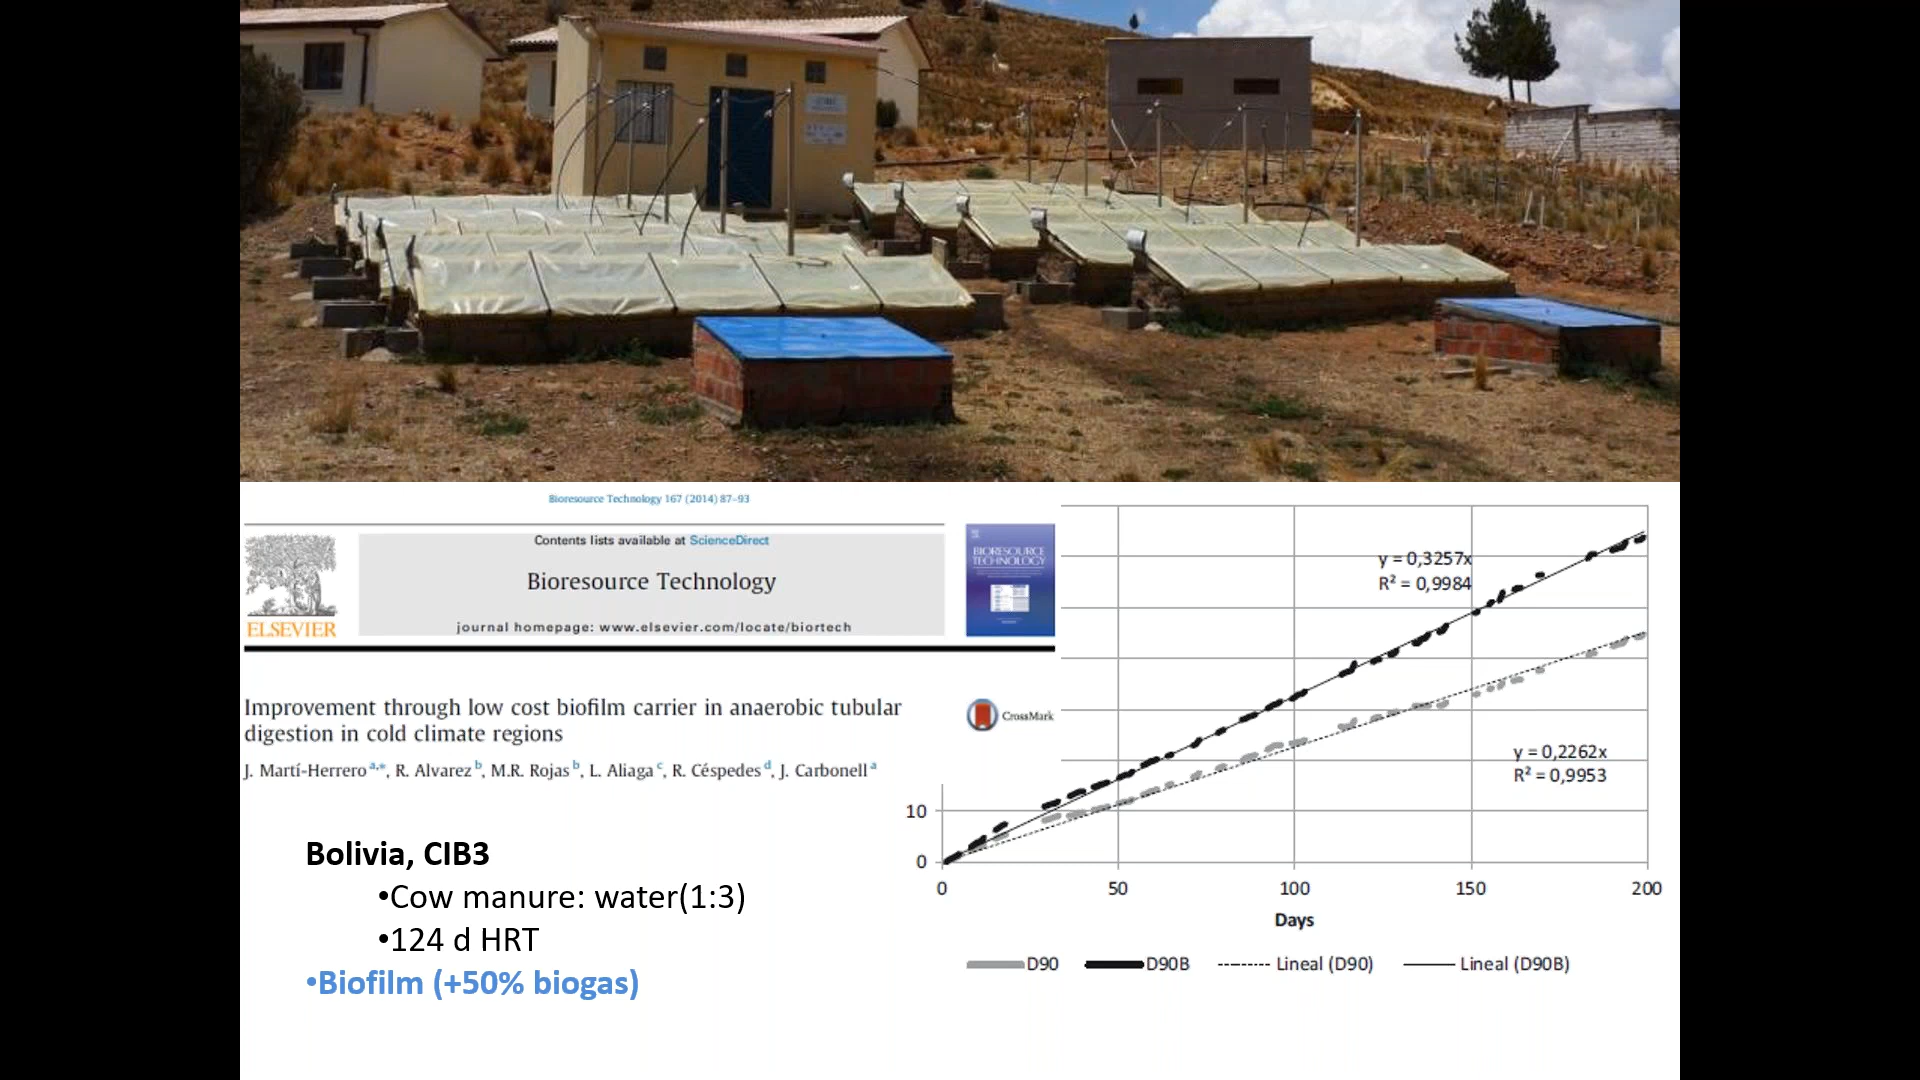 Bioresource Technology 167 (2014) 87–93
Contents lists available at ScienceDirect
Bioresource Technology
journal homepage: www.elsevier.com/locate/biortech
ELSEVIER
BIORESOURCE
TECHNOLOGY
Improvement through low cost biofilm carrier in anaerobic tubular
digestion in cold climate regions
CrossMark
J. Martí-Herrero a,*, R. Alvarez b, M.R. Rojas b, L. Aliaga c, R. Céspedes d, J. Carbonell a
Bolivia, CIB3
•Cow manure: water(1:3)
•124 d HRT
•Biofilm (+50% biogas)
y = 0,3257x
R² = 0,9984
y = 0,2262x
R² = 0,9953
10
0
0 50 100 150 200
Days
D90 D90B Lineal (D90) Lineal (D90B)